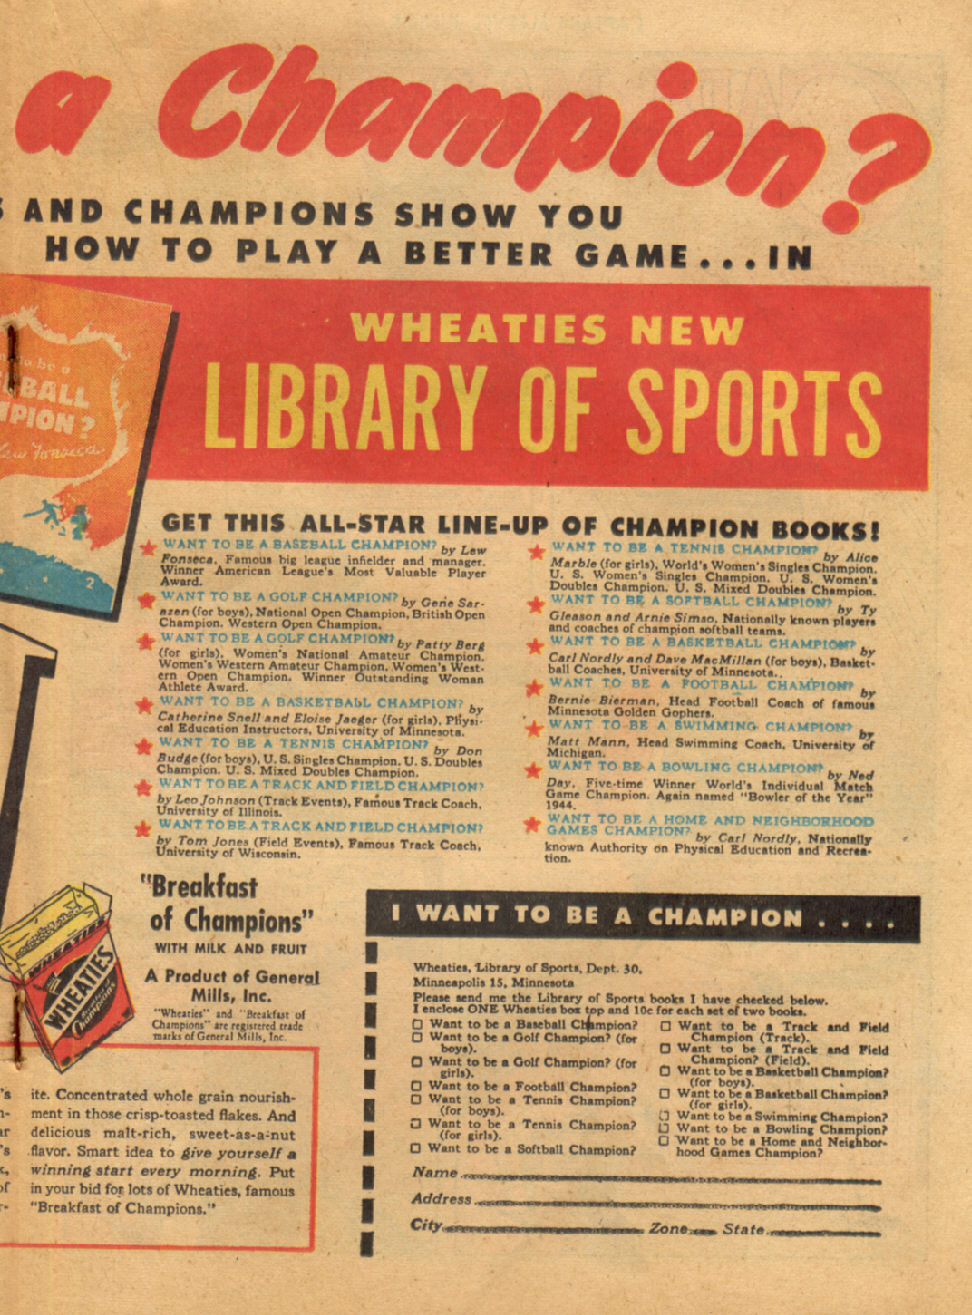 a Champion?
AND CHAMPIONS SHOW YOU
HOW TO PLAY A BETTER GAME...IN
WHEATIES NEW
LIBRARY OF SPORTS
BALL
PION?
Lew Fonseca
2
GET THIS ALL-STAR LINE-UP OF CHAMPION BOOKS!
WANT TO BE A BASEBALL CHAMPION? by Lew
Fonseca, Famous big league infielder and manager.
Winner American League's Most Valuable Player
Award.
WANT TO BE A GOLF CHAMPION? by Gene Sar-
azen (for boys), National Open Champion, British Open
Champion. Western Open Champion.
WANT TO BE A GOLF CHAMPION? by Patty Berg
(for girls), Women's National Amateur Champion,
Women's Western Amateur Champion, Women's West-
ern Open Champion. Winner Outstanding Woman
Athlete Award.
WANT TO BE A BASKETBALL CHAMPION? by
Catherine Snell and Eloise Jaeger (for girls), Physi-
cal Education Instructors, University of Minnesota.
WANT TO BE A TENNIS CHAMPION? by Don
Budge (for boys), U. S. Singles Champion. U. S. Doubles
Champion. U. S. Mixed Doubles Champion.
WANT TO BE A TRACK AND FIELD CHAMPION?
by Leo Johnson (Track Events), Famous Track Coach,
University of Illinois.
WANT TO BE A TRACK AND FIELD CHAMPION?
by Tom Jones (Field Events), Famous Track Coach,
University of Wisconsin.
WANT TO BE A TENNIS CHAMPION? by Alice
Marble (for girls), World's Women's Singles Champion.
U. S. Women's Singles Champion. U. S. Women's
Doubles Champion. U. S. Mixed Doubles Champion.
WANT TO BE A SOFTBALL CHAMPION? by Ty
Gleason and Arnie Simso, Nationally known players
and coaches of champion softball teams.
WANT TO BE A BASKETBALL CHAMPION? by
Carl Nordly and Dave MacMillan (for boys), Basket-
ball Coaches, University of Minnesota.
WANT TO BE A FOOTBALL CHAMPION? by
Bernie Bierman, Head Football Coach of famous
Minnesota Golden Gophers.
WANT TO BE A SWIMMING CHAMPION? by
Matt Mann, Head Swimming Coach, University of
Michigan.
WANT TO BE A BOWLING CHAMPION? by Ned
Day, Five-time Winner World's Individual Match
Game Champion. Again named "Bowler of the Year"
1944.
WANT TO BE A HOME AND NEIGHBORHOOD
GAMES CHAMPION? by Carl Nordly, Nationally
known Authority on Physical Education and Recrea-
tion.
WHEATIES
WHEATIES
Breakfast of
Champions
"Breakfast
of Champions"
WITH MILK AND FRUIT
A Product of General
Mills, Inc.
"Wheaties" and "Breakfast of
Champions" are registered trade
marks of General Mills, Inc.
ite. Concentrated whole grain nourish-
ment in those crisp-toasted flakes. And
delicious malt-rich, sweet-as-a-nut
flavor. Smart idea to give yourself a
winning start every morning. Put
in your bid for lots of Wheaties, famous
"Breakfast of Champions."
I WANT TO BE A CHAMPION ....
Wheaties, Library of Sports, Dept. 30,
Minneapolis 15, Minnesota
Please send me the Library of Sports books I have checked below.
I enclose ONE Wheaties box top and 10c for each set of two books.
Want to be a Baseball Champion?
Want to be a Golf Champion? (for
boys).
Want to be a Golf Champion? (for
girls).
Want to be a Football Champion?
Want to be a Tennis Champion?
(for boys).
Want to be a Tennis Champion?
(for girls).
Want to be a Softball Champion?
Want to be a Track and Field
Champion (Track).
Want to be a Track and Field
Champion? (Field).
Want to be a Basketball Champion?
(for boys).
Want to be a Basketball Champion?
(for girls).
Want to be a Swimming Champion?
Want to be a Bowling Champion?
Want to be a Home and Neighbor-
hood Games Champion?
Name
Address
City Zone State